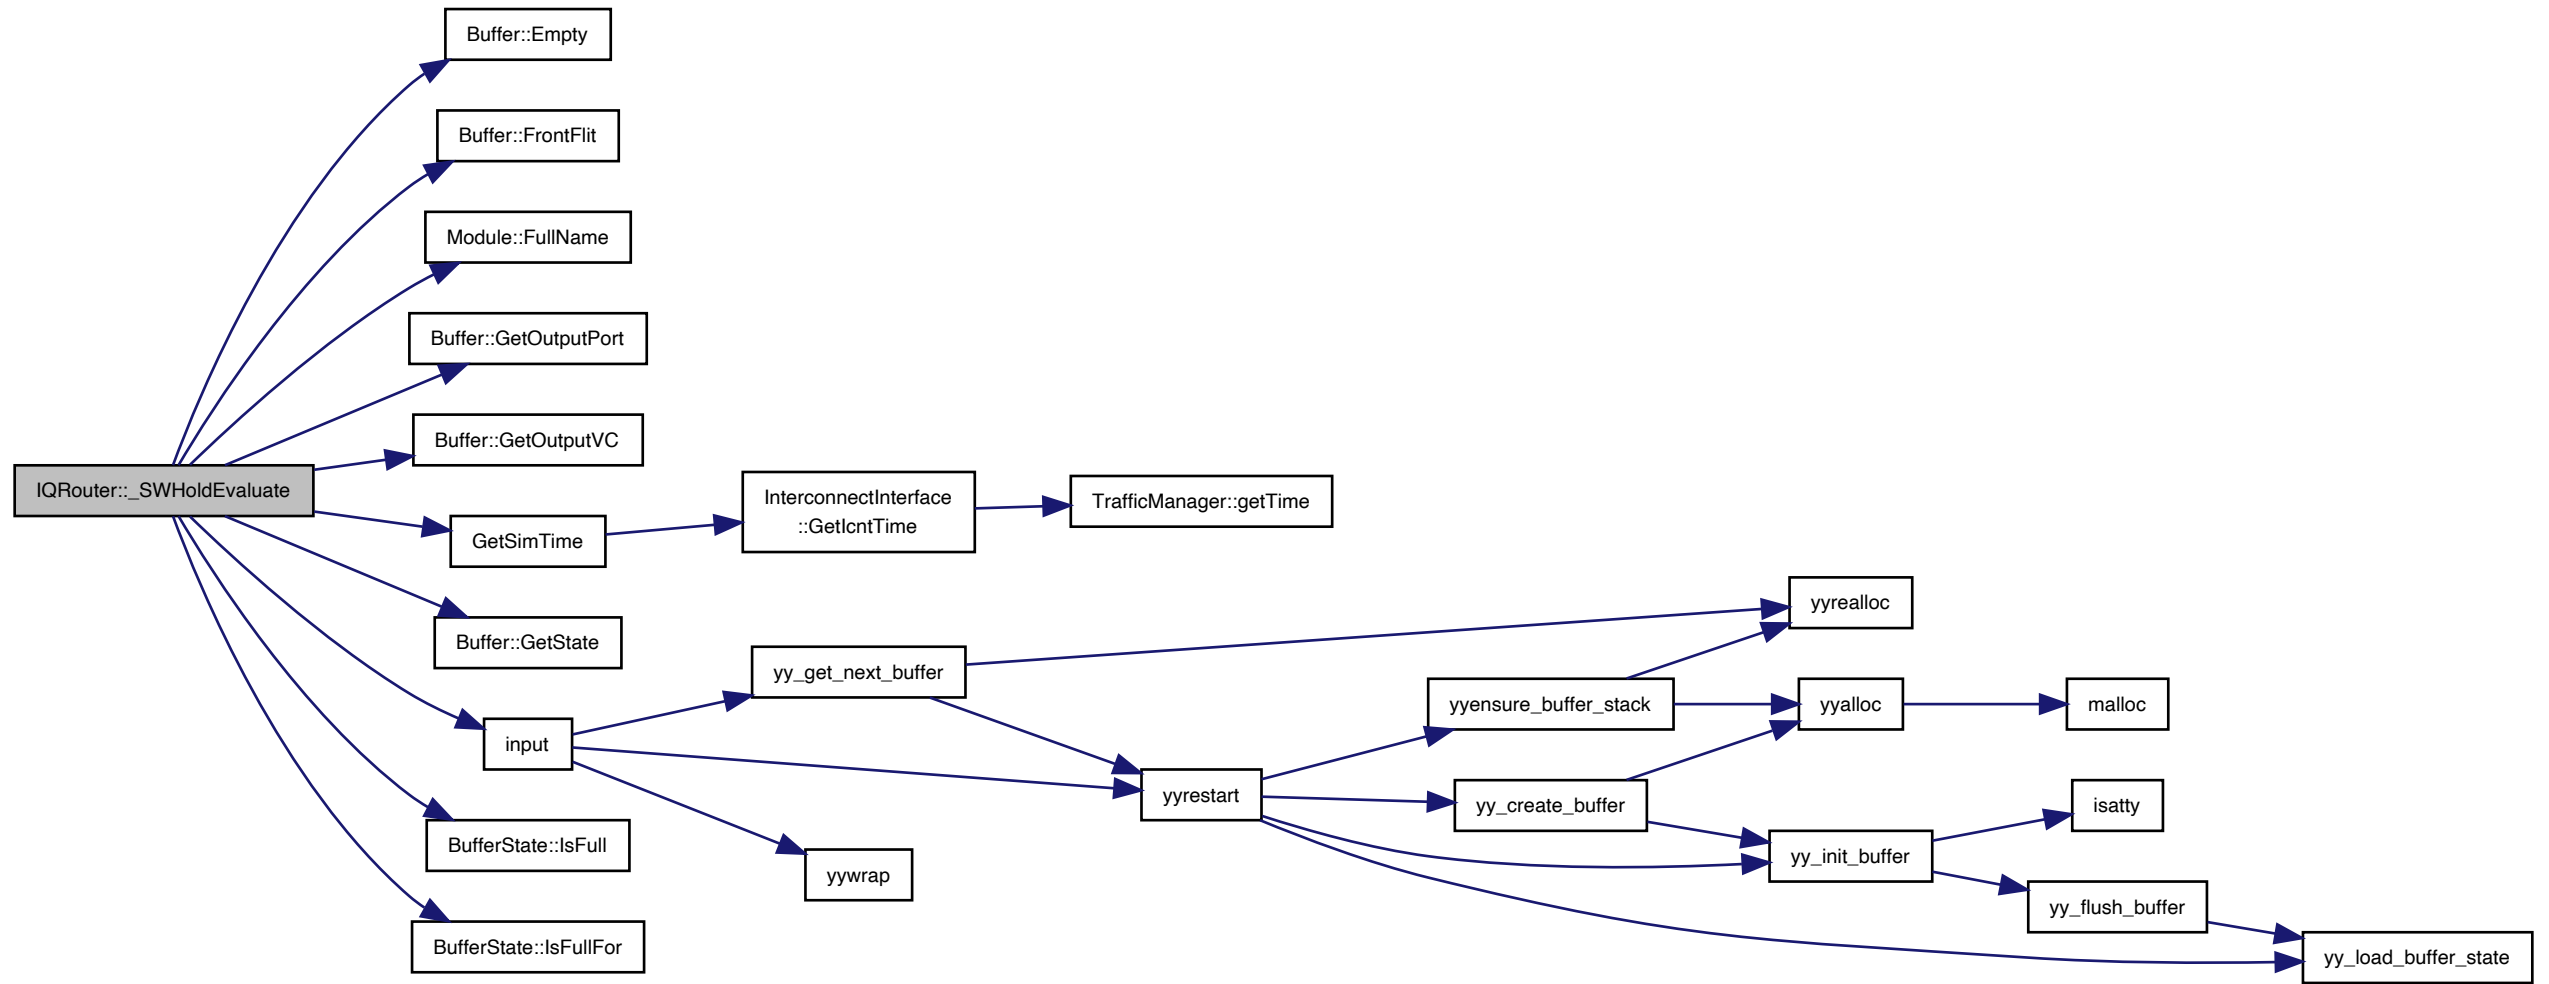 Buffer::Empty
Buffer::FrontFlit
Module::FullName
Buffer::GetOutputPort
Buffer::GetOutputVC
IQRouter::_SWHoldEvaluate
GetSimTime
InterconnectInterface
::GetIcntTime
TrafficManager::getTime
Buffer::GetState
input
yy_get_next_buffer
yyrealloc
yyensure_buffer_stack
yyalloc
malloc
yyrestart
yy_create_buffer
isatty
yywrap
yy_init_buffer
yy_flush_buffer
yy_load_buffer_state
BufferState::IsFull
BufferState::IsFullFor